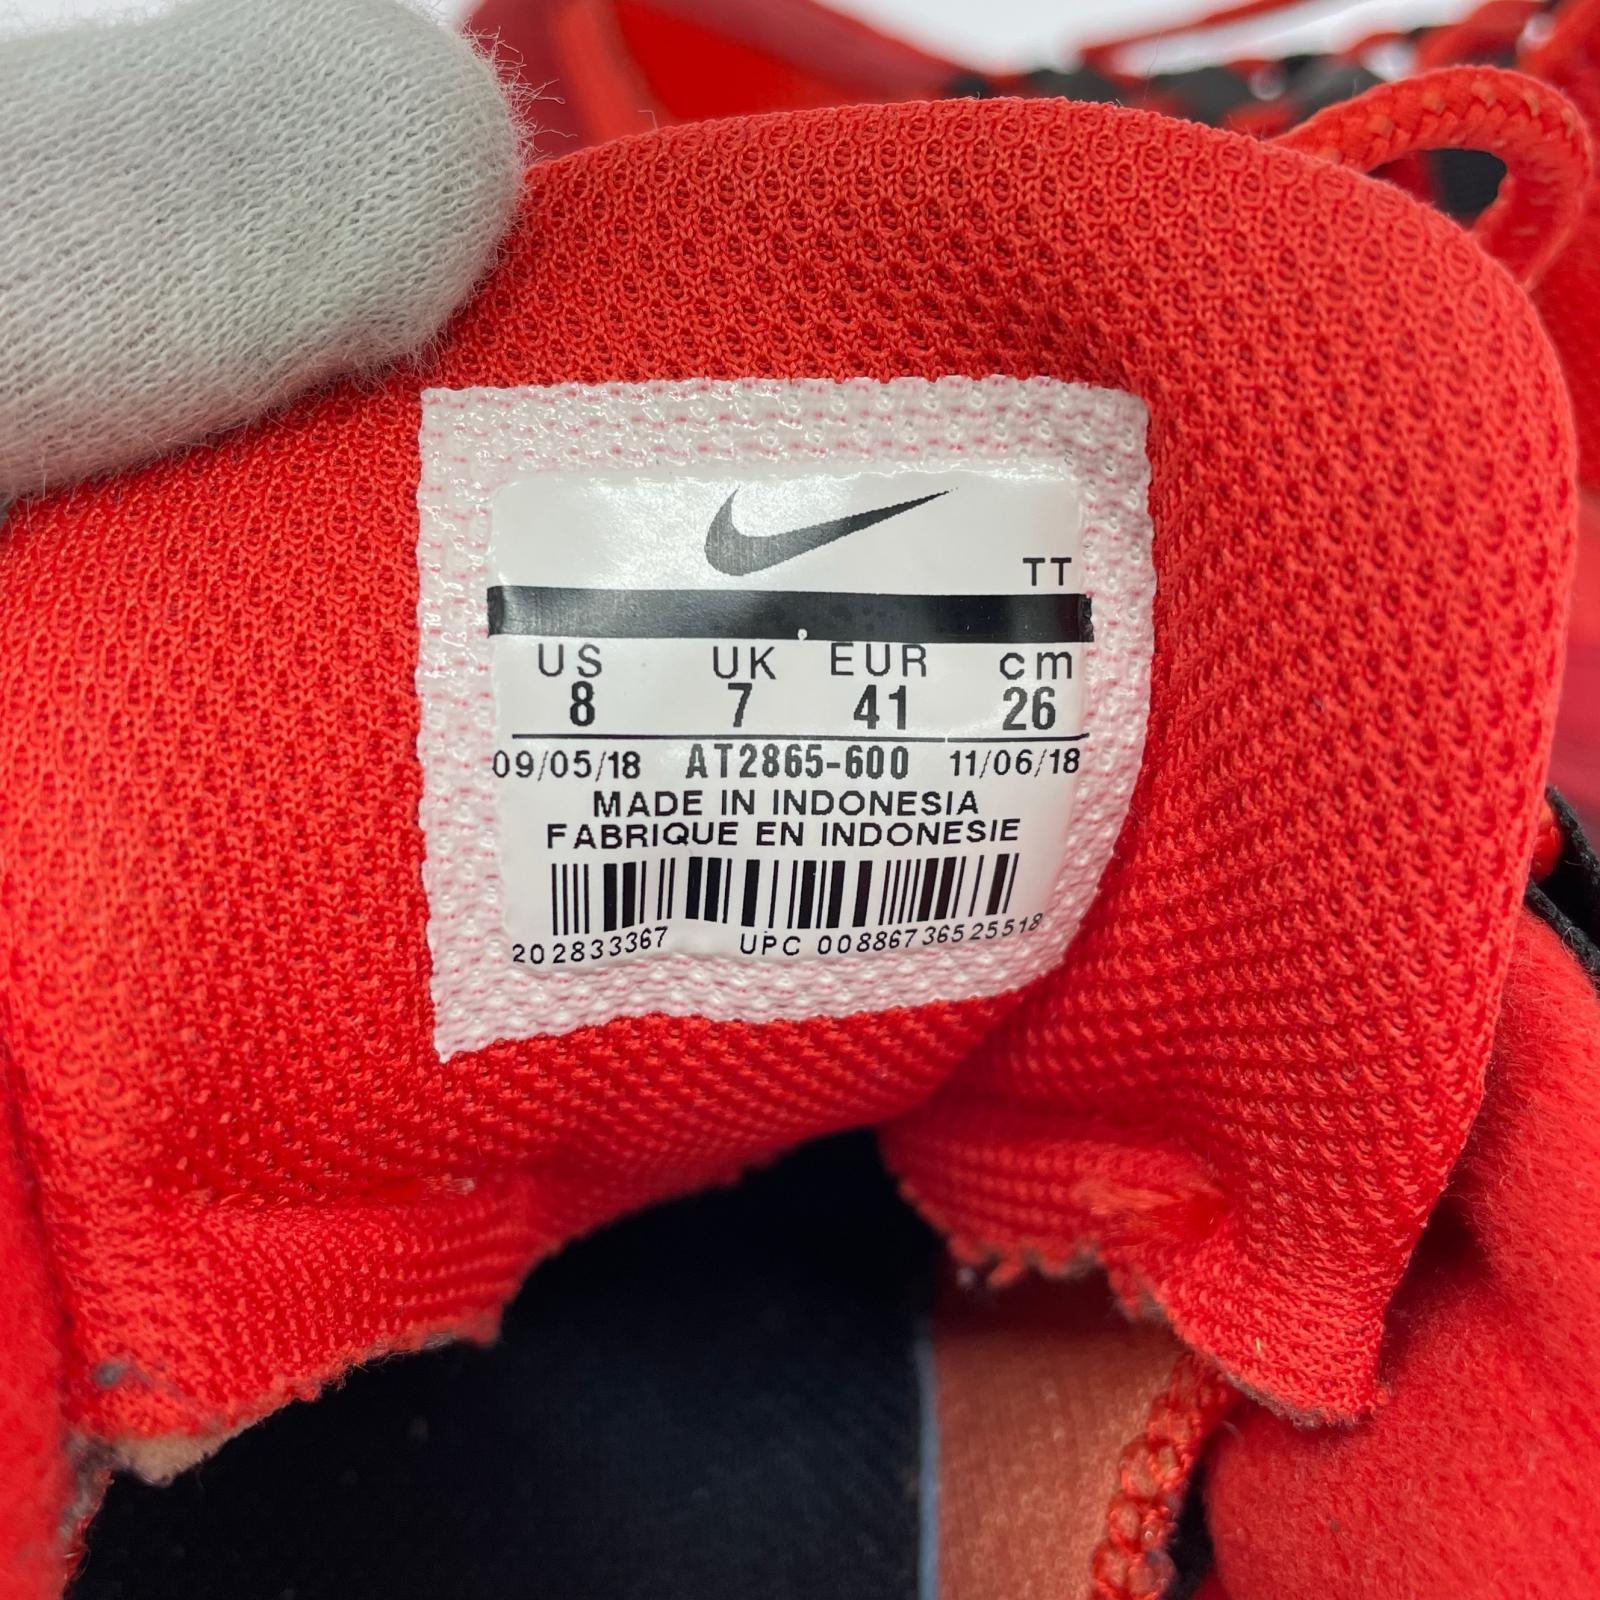 TT
US UK EUR cm
8 7 41 26
09/05/18 AT2865-600 11/06/18
MADE IN INDONESIA
FABRIQUE EN INDONESIE
202833367 UPC 00886736525518